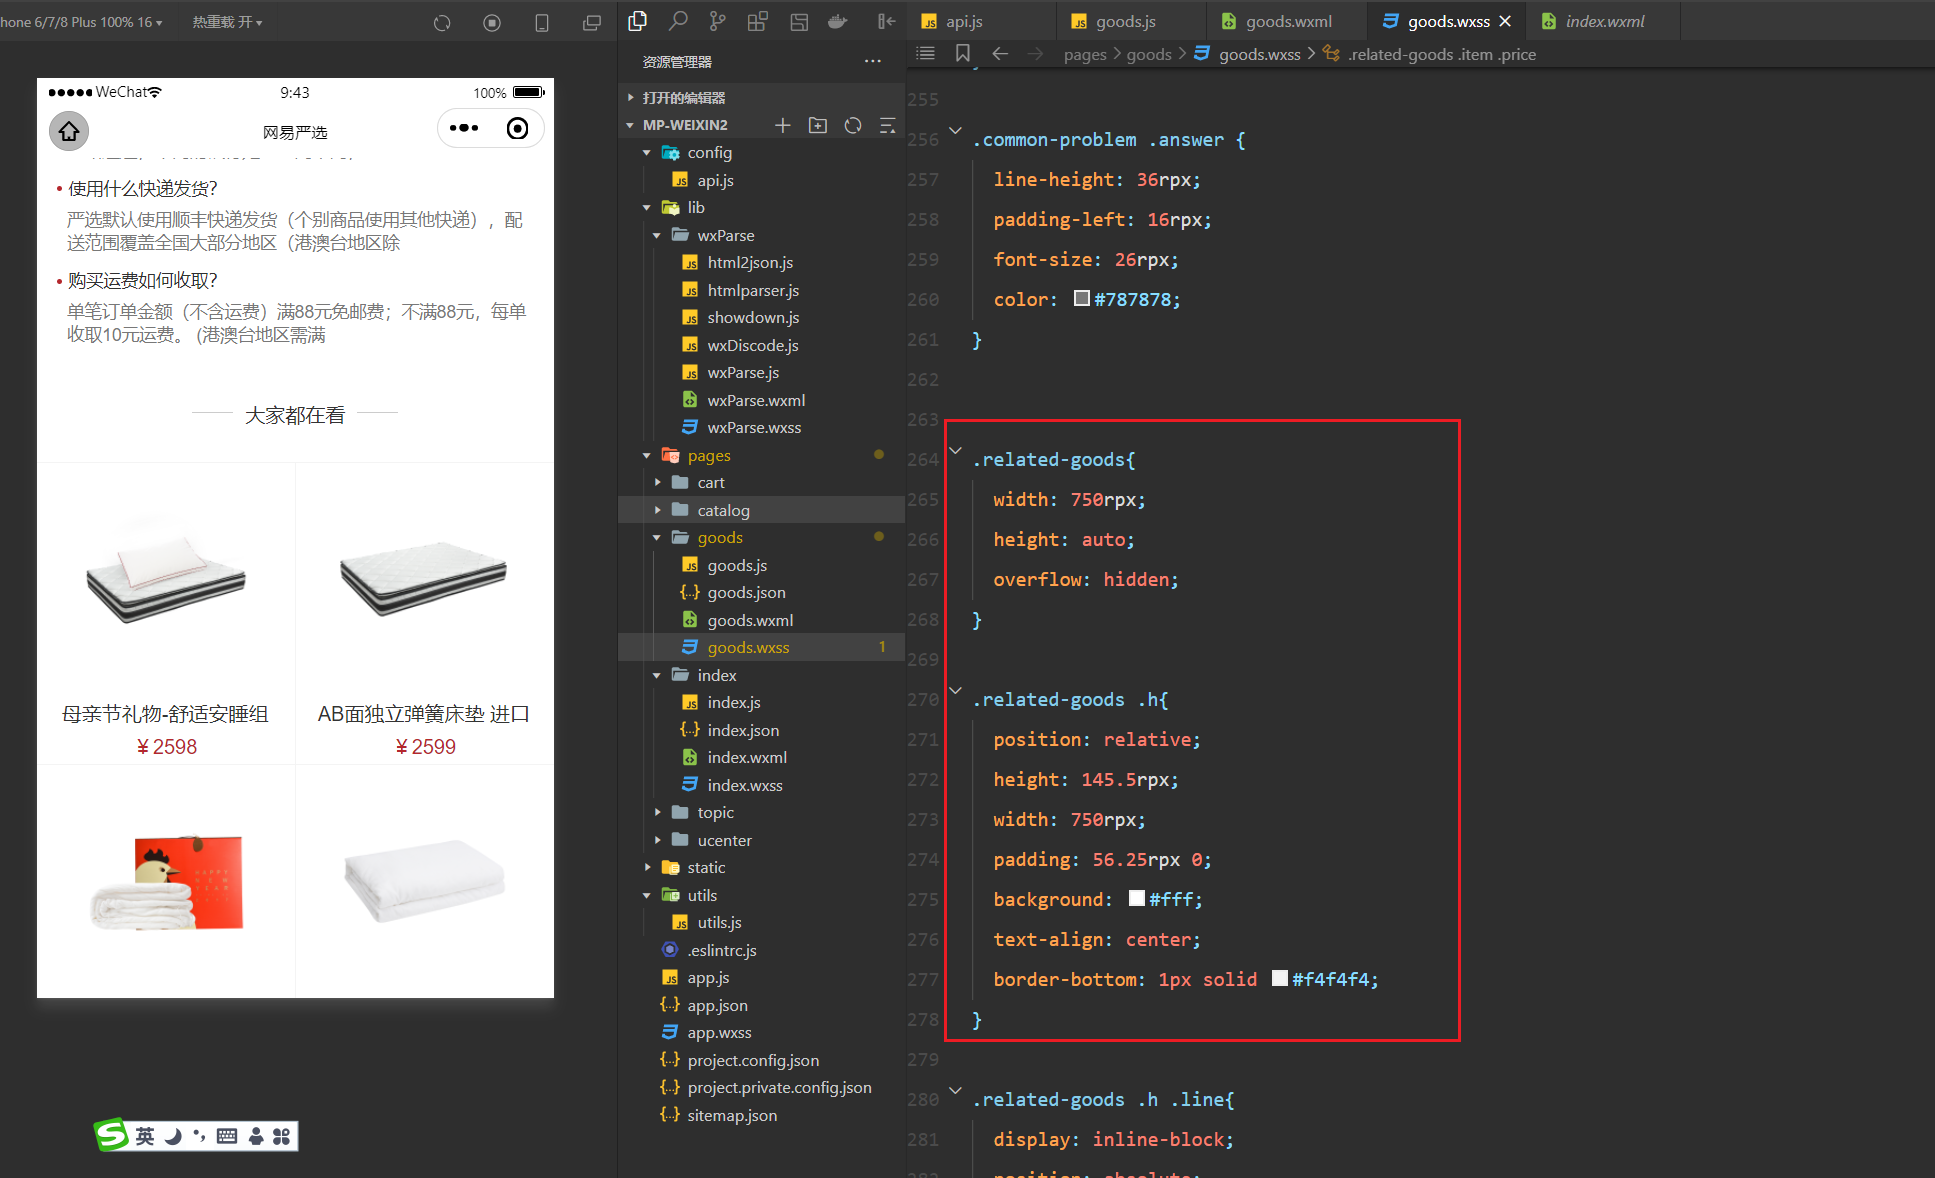 hone 6/7/8 Plus 100% 16
热重载 开
WeChat
9:43
100%
网易严选
使用什么快递发货?
严选默认使用顺丰快递发货（个别商品使用其他快递），配
送范围覆盖全国大部分地区（港澳台地区除
购买运费如何收取?
单笔订单金额（不含运费）满88元免邮费；不满88元，每单
收取10元运费。(港澳台地区需满
大家都在看
母亲节礼物-舒适安睡组
¥2598
AB面独立弹簧床垫 进口
¥2599
HAPPY
NEW
YEAR
英
资源管理器
打开的编辑器
MP-WEIXIN2
config
api.js
lib
wxParse
html2json.js
htmlparser.js
showdown.js
wxDiscode.js
wxParse.js
wxParse.wxml
wxParse.wxss
pages
cart
catalog
goods
goods.js
goods.json
goods.wxml
goods.wxss 1
index
index.js
index.json
index.wxml
index.wxss
topic
ucenter
static
utils
utils.js
.eslintrc.js
app.js
app.json
app.wxss
project.config.json
project.private.config.json
sitemap.json
api.js
goods.js
goods.wxml
goods.wxss
index.wxml
pages > goods > goods.wxss > .related-goods .item .price
255
256 .common-problem .answer {
257 line-height: 36rpx;
258 padding-left: 16rpx;
259 font-size: 26rpx;
260 color: #787878;
261 }
262
263
264 .related-goods{
265 width: 750rpx;
266 height: auto;
267 overflow: hidden;
268 }
269
270 .related-goods .h{
271 position: relative;
272 height: 145.5rpx;
273 width: 750rpx;
274 padding: 56.25rpx 0;
275 background: #fff;
276 text-align: center;
277 border-bottom: 1px solid #f4f4f4;
278 }
279
280 .related-goods .h .line{
281 display: inline-block;